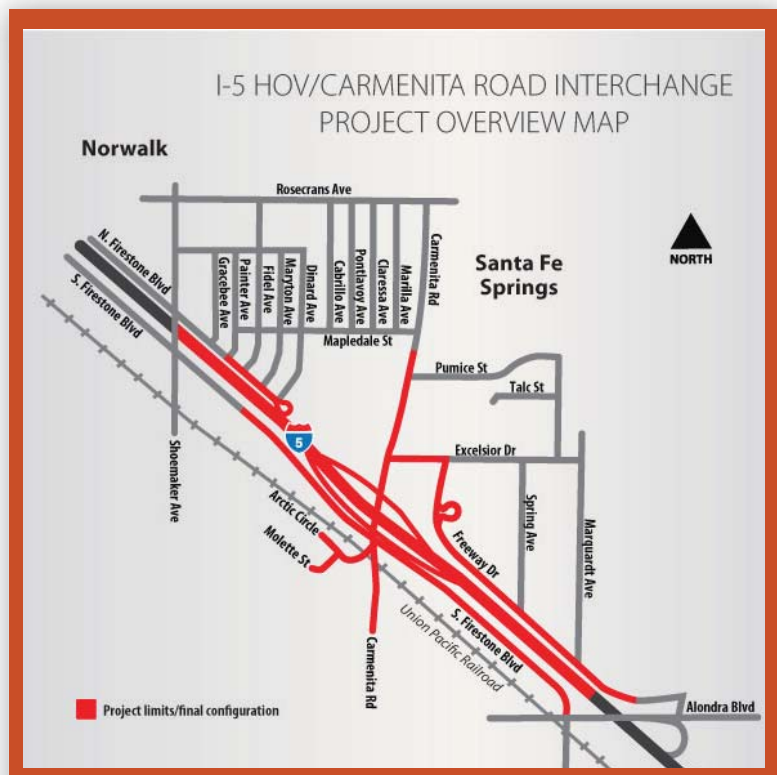 I-5 HOV/CARMENITA ROAD INTERCHANGE
PROJECT OVERVIEW MAP
Norwalk
Rosecrans Ave
N. Firestone Blvd
S. Firestone Blvd
Gracebee Ave
Painter Ave
Fidel Ave
Maryton Ave
Dinard Ave
Cabrillo Ave
Pontlavoy Ave
Claressa Ave
Marilla Ave
Carmenita Rd
Santa Fe
Springs
NORTH
Mapledale St
Pumice St
Talc St
Shoemaker Ave
5
Excelsior Dr
Arctic Circle
Molette St
Freeway Dr
Spring Ave
Marquardt Ave
S. Firestone Blvd
Union Pacific Railroad
Carmenita Rd
Project limits/final configuration
Alondra Blvd